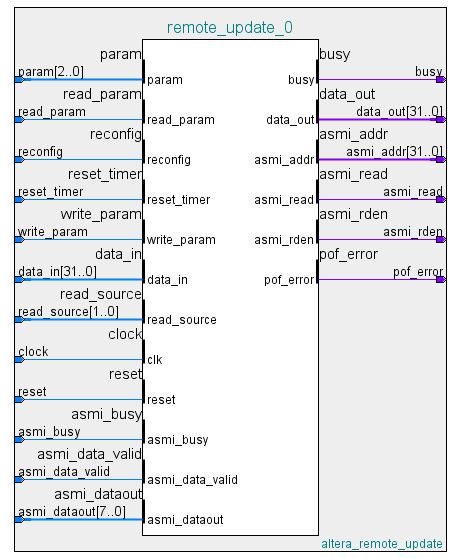 remote_update_0
param busy
param[2..0] param busy busy
read_param data_out
read_param read_param data_out data_out[31..0]
reconfig asmi_addr
reconfig reconfig asmi_addr asmi_addr[31..0]
reset_timer asmi_read
reset_timer reset_timer asmi_read asmi_read
write_param asmi_rden
write_param write_param asmi_rden asmi_rden
data_in pof_error
data_in[31..0] data_in pof_error pof_error
read_source
read_source[1..0] read_source
clock
clock clk
reset
reset reset
asmi_busy
asmi_busy asmi_busy
asmi_data_valid
asmi_data_valid asmi_data_valid
asmi_dataout
asmi_dataout[7..0] asmi_dataout
altera_remote_update